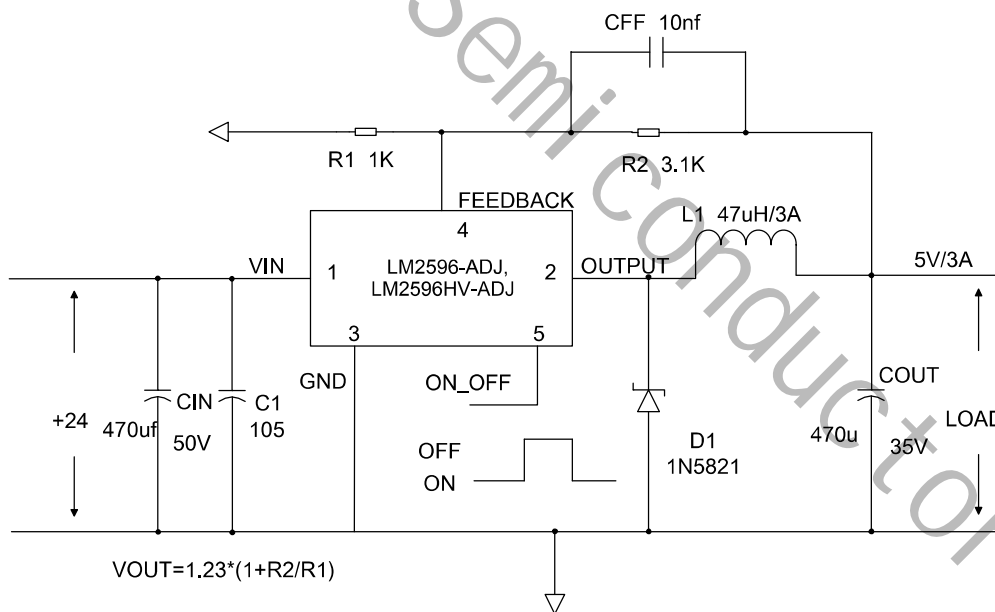 CFF 10nf
R1 1K
R2 3.1K
FEEDBACK
4
L1 47uH/3A
VIN
1
LM2596-ADJ,
LM2596HV-ADJ
2
OUTPUT
5V/3A
3
5
GND
ON_OFF
+24
470uf
CIN
50V
C1
105
OFF
ON
D1
1N5821
COUT
470u
35V
LOAD
VOUT=1.23*(1+R2/R1)
semi conductor